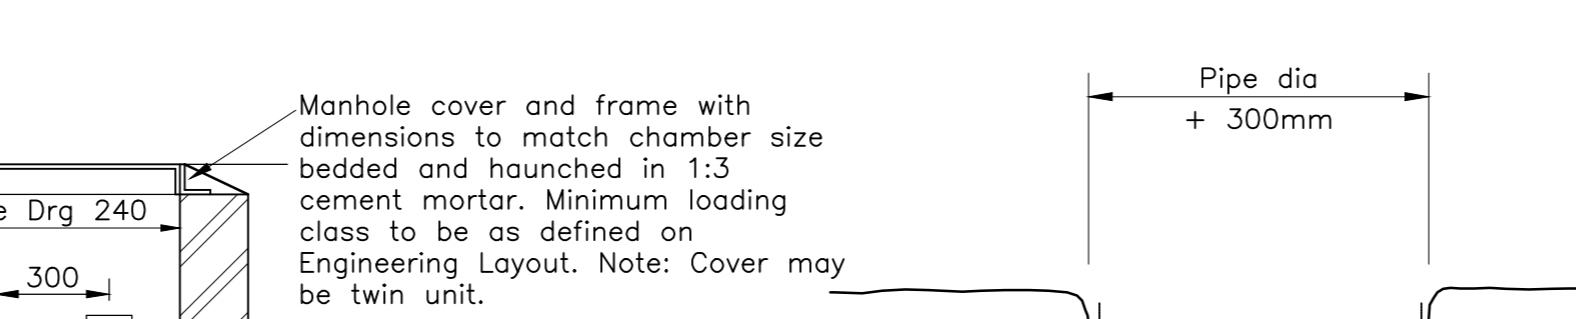 Manhole cover and frame with
dimensions to match chamber size
bedded and haunched in 1:3
cement mortar. Minimum loading
class to be as defined on
Engineering Layout. Note: Cover may
be twin unit.
Drg 240
300
Pipe dia
+ 300mm